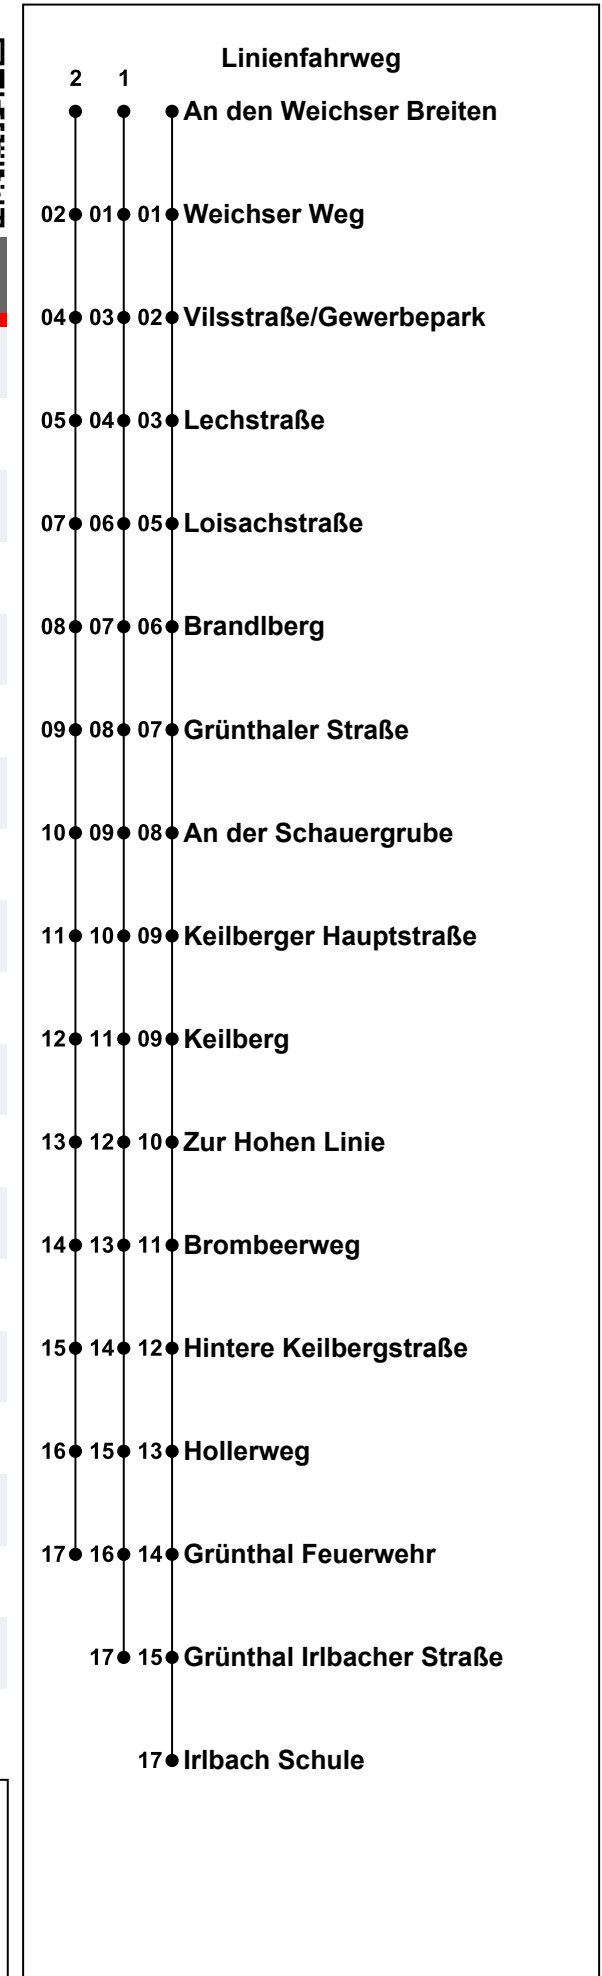 Linienfahrweg
2 1
An den Weichser Breiten
02 01 01 Weichser Weg
04 03 02 Vilsstraße/Gewerbepark
05 04 03 Lechstraße
07 06 05 Loisachstraße
08 07 06 Brandlberg
09 08 07 Grünthaler Straße
10 09 08 An der Schauergrube
11 10 09 Keilberger Hauptstraße
12 11 09 Keilberg
13 12 10 Zur Hohen Linie
14 13 11 Brombeerweg
15 14 12 Hintere Keilbergstraße
16 15 13 Hollerweg
17 16 14 Grünthal Feuerwehr
17 15 Grünthal Irlbacher Straße
17 Irlbach Schule